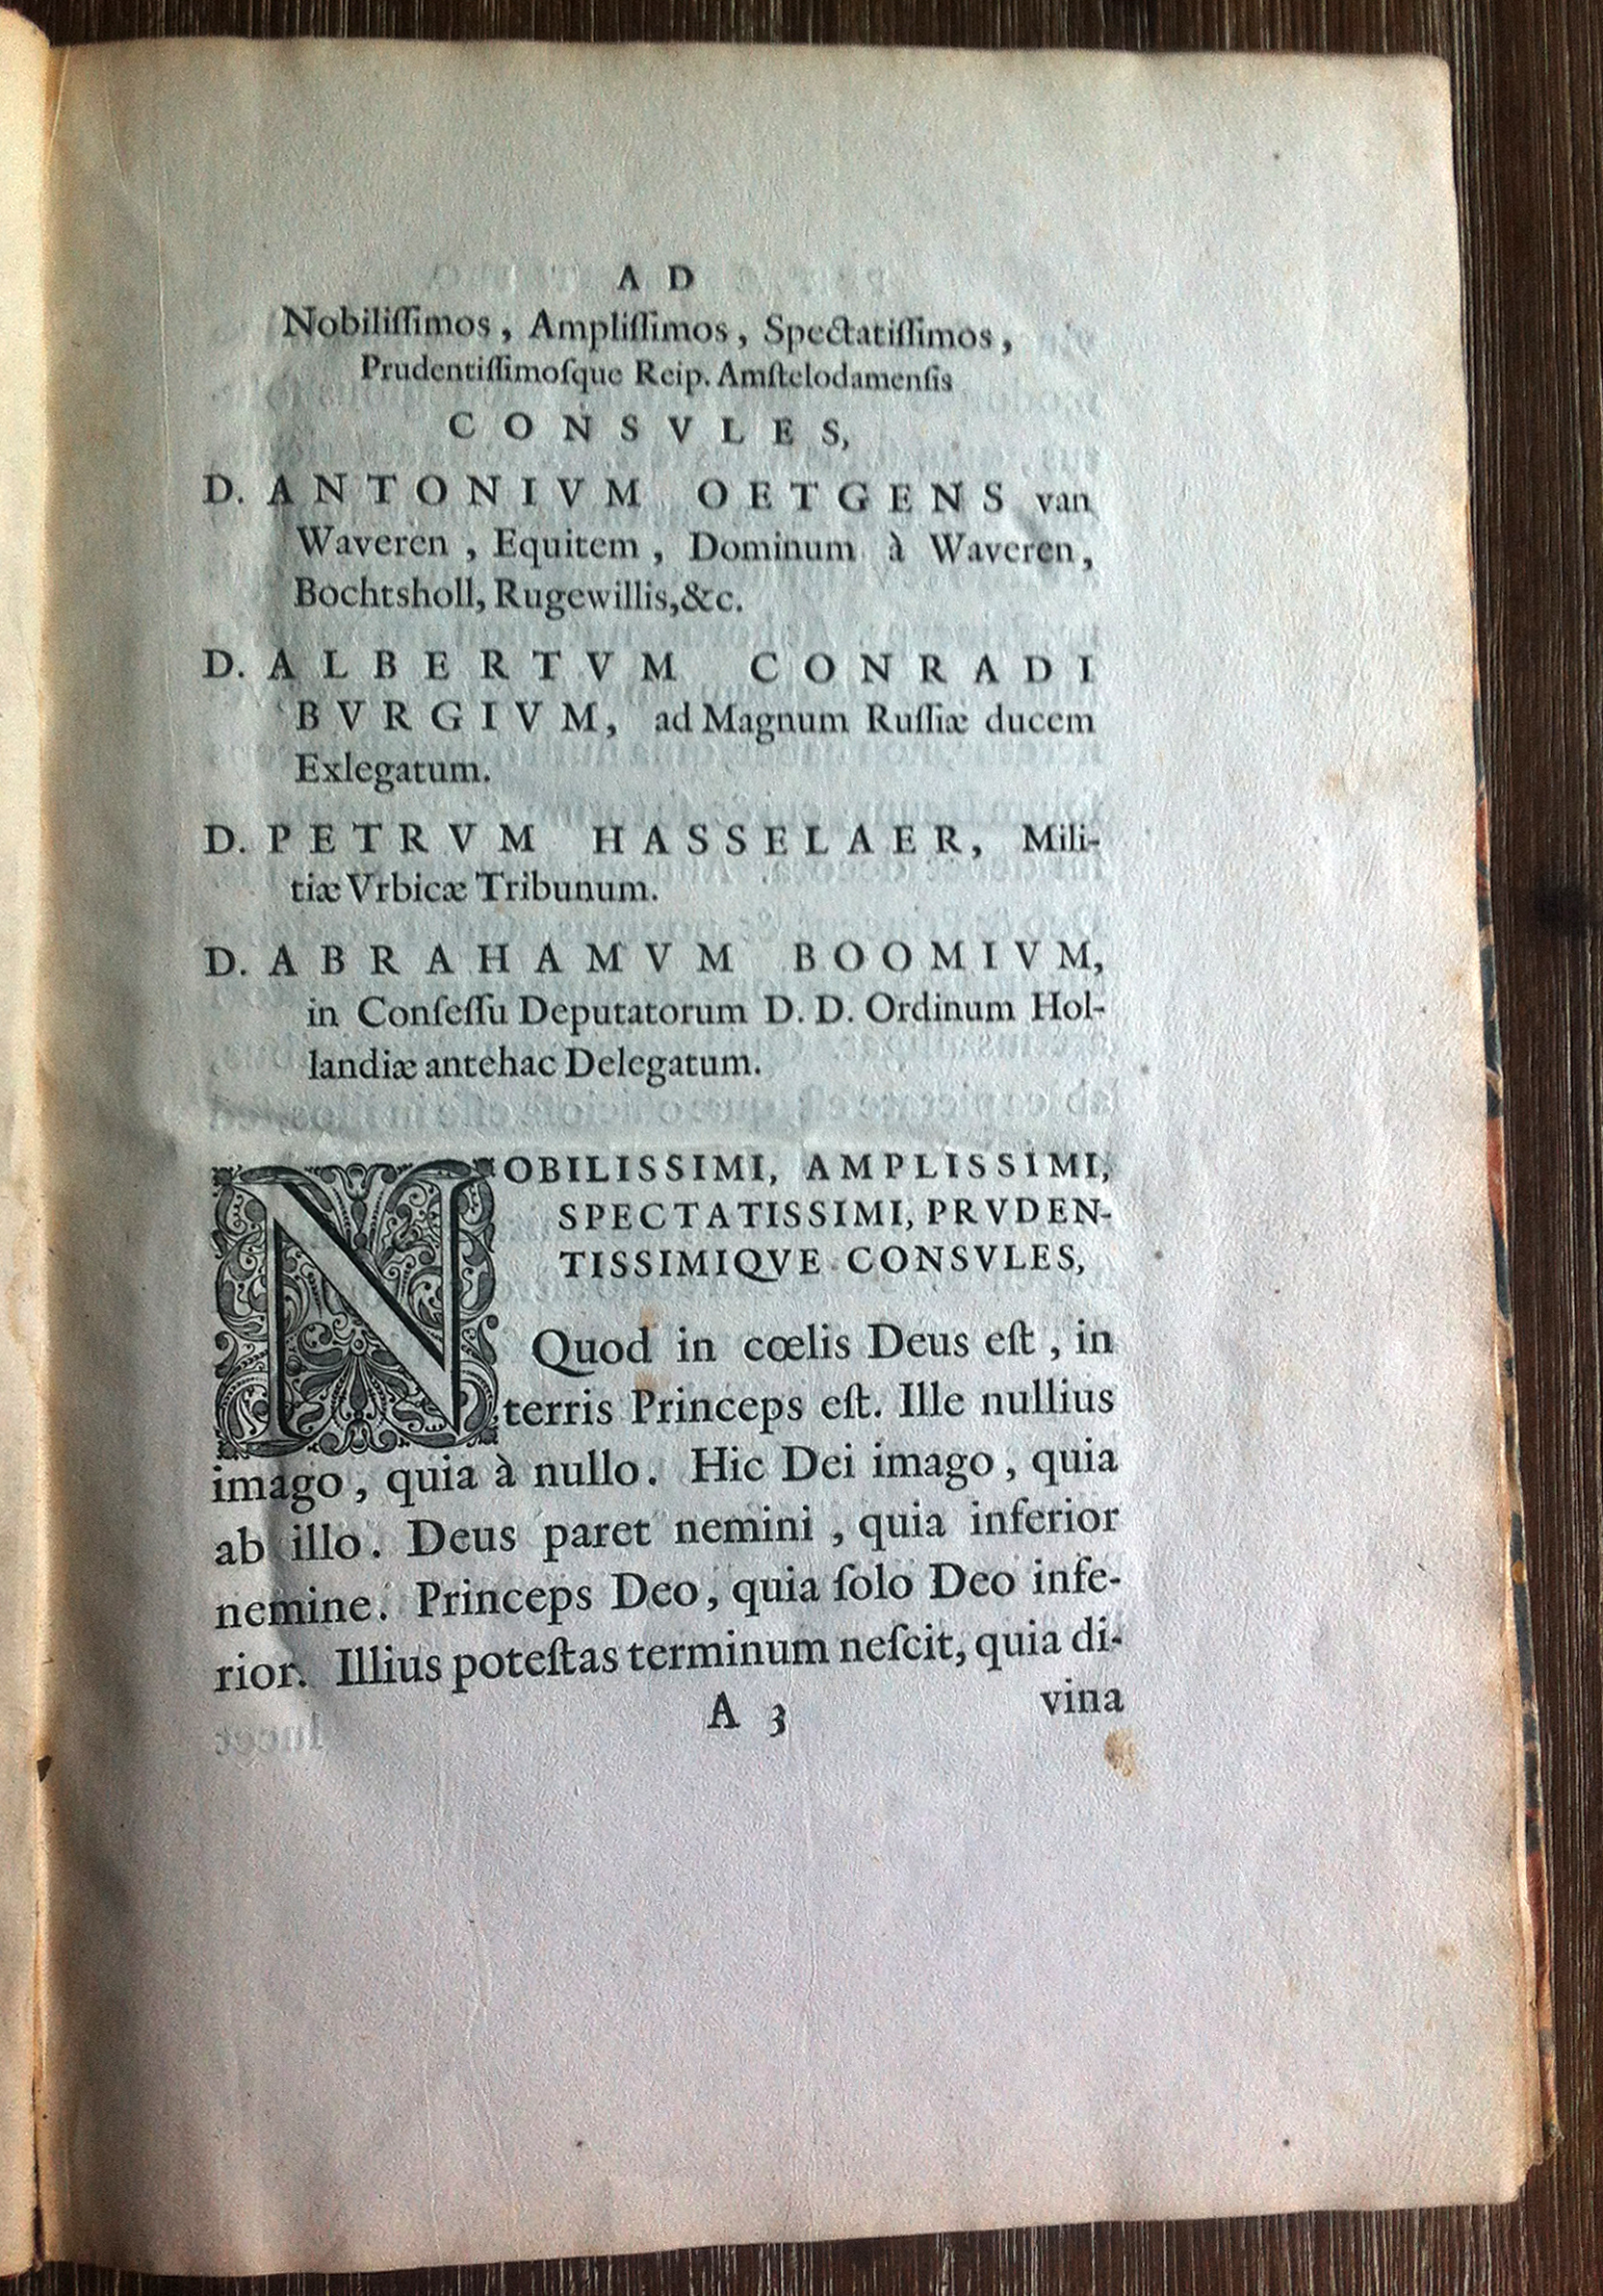 A D
Nobiliſſimos, Ampliſſimos, Spectatiſſimos,
Prudentiſſimoſque Reip. Amſtelodamenſis
CONSVLES,
D. ANTONIVM OETGENS van
Waveren, Equitem, Dominum à Waveren,
Bochtsholl, Rugewillis, &c.
D. ALBERTVM CONRADI
BVRGIVM, ad Magnum Ruſſiæ ducem
Exlegatum.
D. PETRVM HASSELAER, Mili-
tiæ Vrbicæ Tribunum.
D. ABRAHAMVM BOOMIVM,
in Conſeſſu Deputatorum D. D. Ordinum Hol-
landiæ antehac Delegatum.
NOBILISSIMI, AMPLISSIMI,
SPECTATISSIMI, PRVDEN-
TISSIMIQVE CONSVLES,
Quod in cœlis Deus eſt, in
terris Princeps eſt. Ille nullius
imago, quia à nullo. Hic Dei imago, quia
ab illo. Deus paret nemini, quia inferior
nemine. Princeps Deo, quia ſolo Deo infe-
rior. Illius poteſtas terminum neſcit, quia di-
A 3 vina